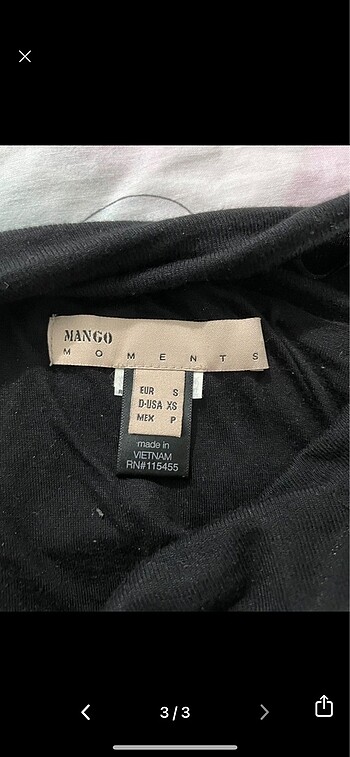 MANGO
MOMENTS
EUR S
D-USA XS
MEX P
made in
VIETNAM
RN#115455
3/3